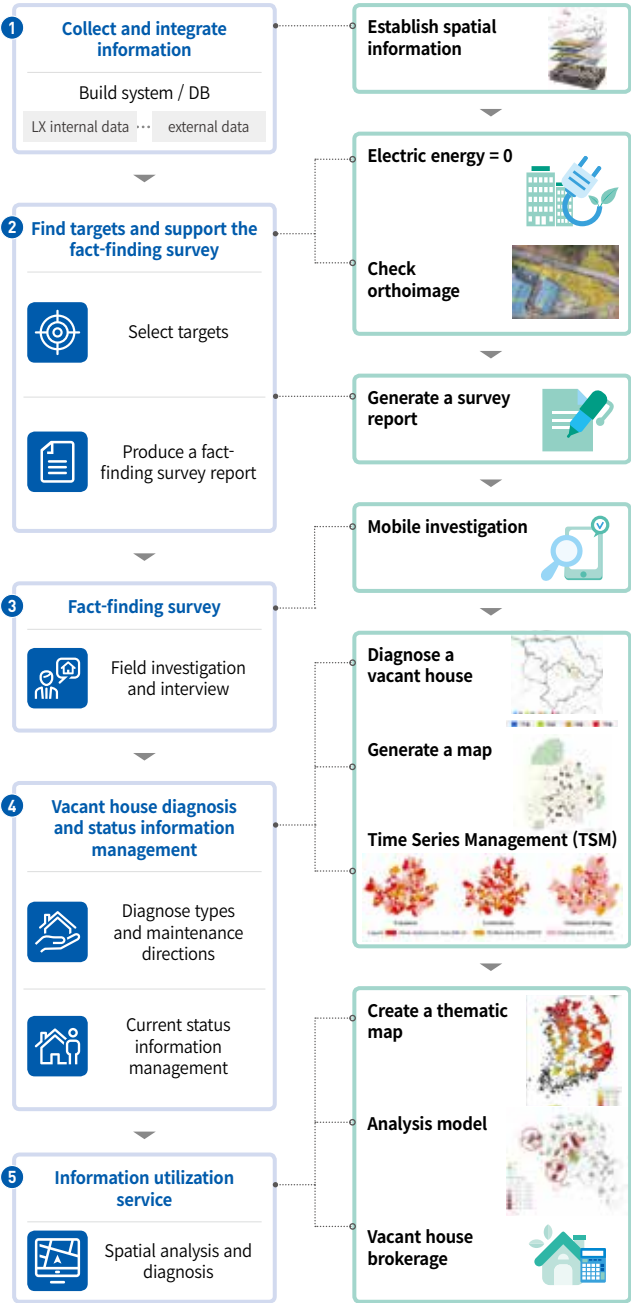 1
Collect and integrate
information
Build system / DB
LX internal data ··· external data
2
Find targets and support the
fact-finding survey
Select targets
Produce a fact-
finding survey report
3
Fact-finding survey
Field investigation
and interview
4
Vacant house diagnosis
and status information
management
Diagnose types
and maintenance
directions
Current status
information
management
5
Information utilization
service
Spatial analysis and
diagnosis
Establish spatial
information
Electric energy = 0
Check
orthoimage
Generate a survey
report
Mobile investigation
Diagnose a
vacant house
Generate a map
Time Series Management (TSM)
Create a thematic
map
Analysis model
Vacant house
brokerage